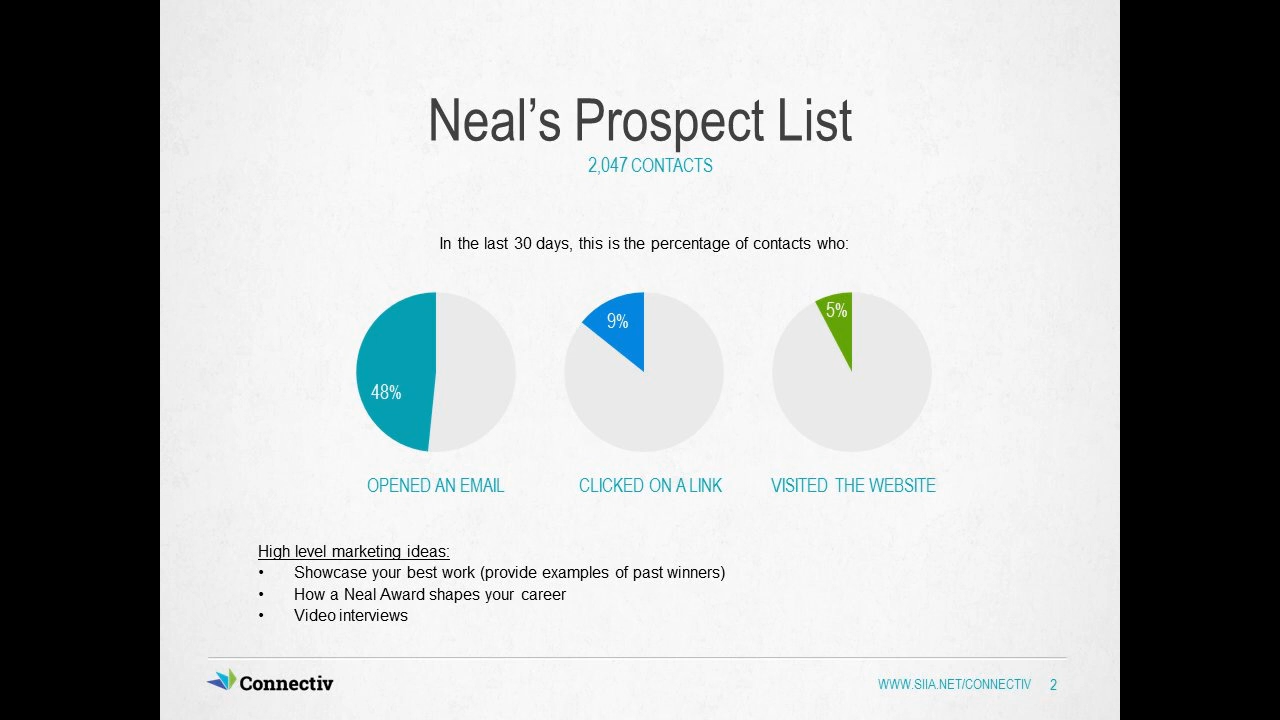 Neal’s Prospect List
2,047 CONTACTS
In the last 30 days, this is the percentage of contacts who:
48%
9%
5%
OPENED AN EMAIL
CLICKED ON A LINK
VISITED THE WEBSITE
High level marketing ideas:
• Showcase your best work (provide examples of past winners)
• How a Neal Award shapes your career
• Video interviews
Connectiv
WWW.SIIA.NET/CONNECTIV 2